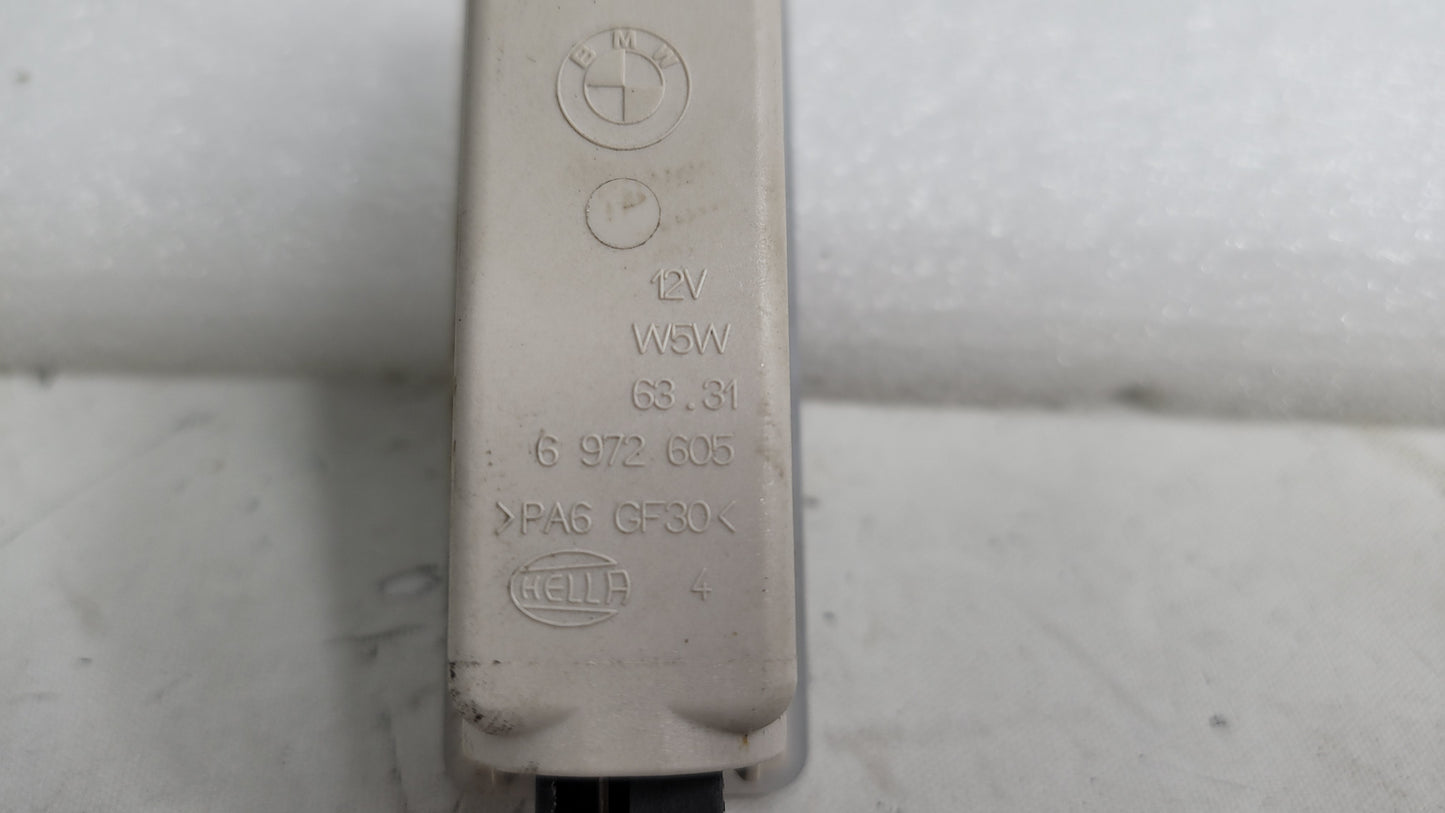 BMW
12V
W5W
63.31
6 972 605
>PA6 GF30<
HELLA 4